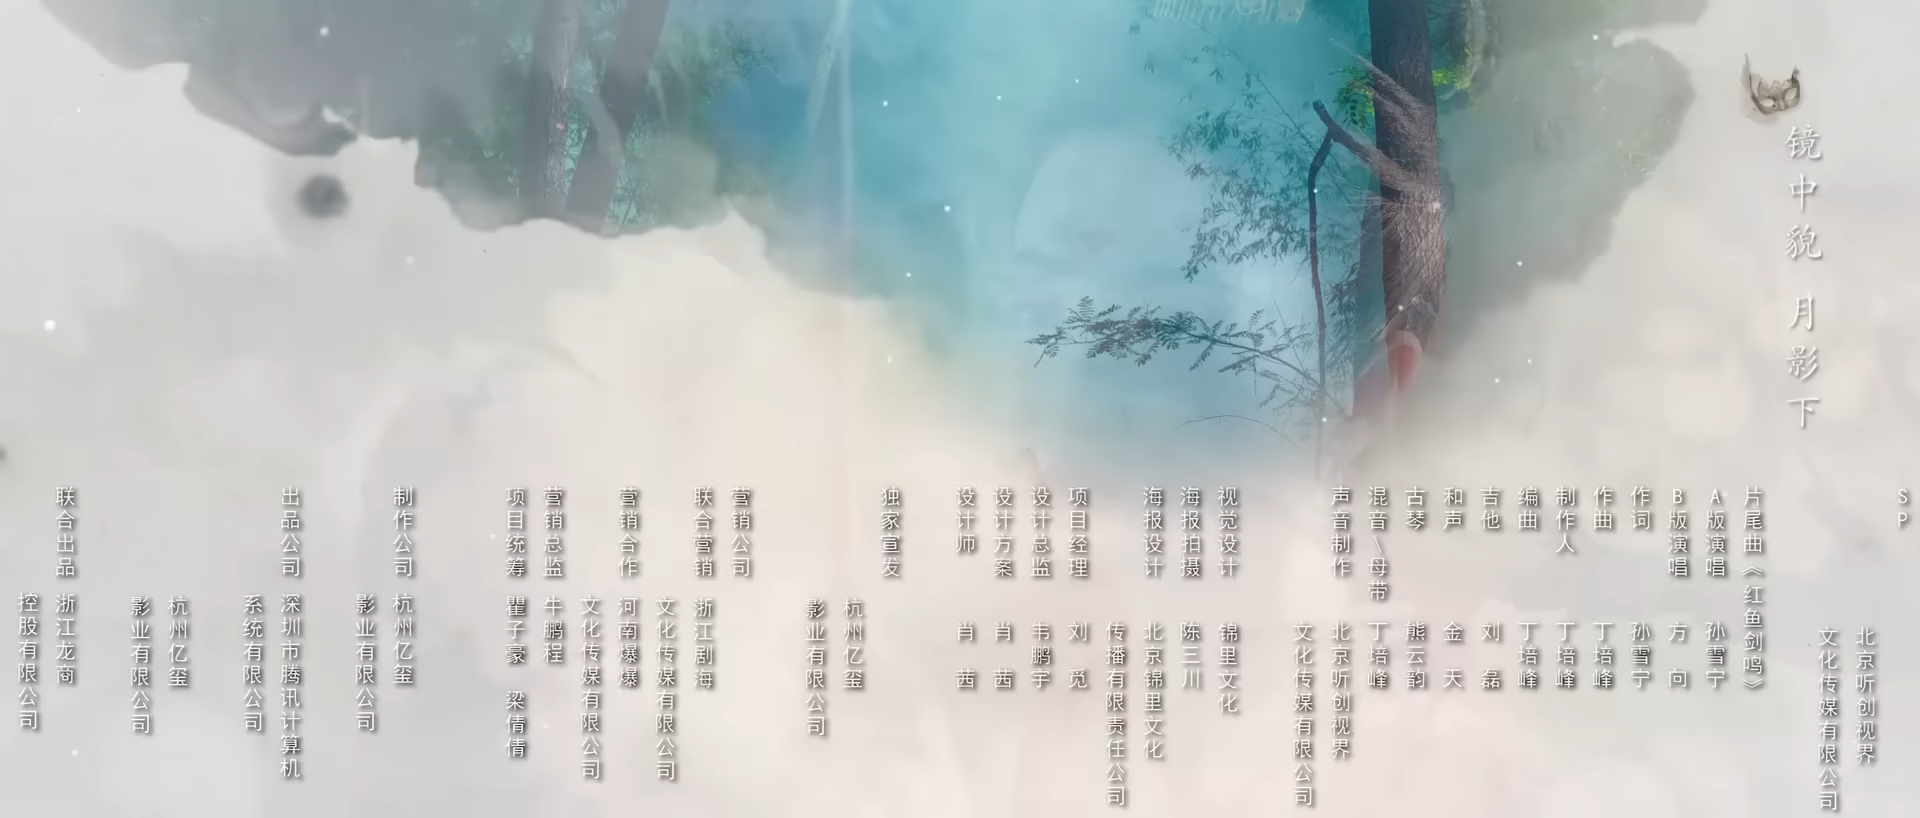 镜中貌 月影下
SP
北京听创视界
文化传媒有限公司
片尾曲《红鱼剑鸣》
A版演唱 孙雪宁
B版演唱 方向
作词 孙雪宁
作曲 丁培峰
制作人 丁培峰
编曲 丁培峰
吉他 刘磊
和声 金天
古琴 熊云韵
混音\母带 丁培峰
声音制作 北京听创视界
文化传媒有限公司
视觉设计 锦里文化
海报拍摄 陈三川
海报设计 北京锦里文化
传播有限责任公司
项目经理 刘觅
设计总监 韦鹏宇
设计方案 肖茜
设计师 肖茜
独家宣发
杭州亿玺
影业有限公司
营销公司
联合营销 浙江剧海
文化传媒有限公司
营销合作 河南爆爆
文化传媒有限公司
营销总监 牛鹏程
项目统筹 瞿子豪 梁倩倩
制作公司 杭州亿玺
影业有限公司
出品公司 深圳市腾讯计算机
系统有限公司
杭州亿玺
影业有限公司
联合出品 浙江龙商
控股有限公司